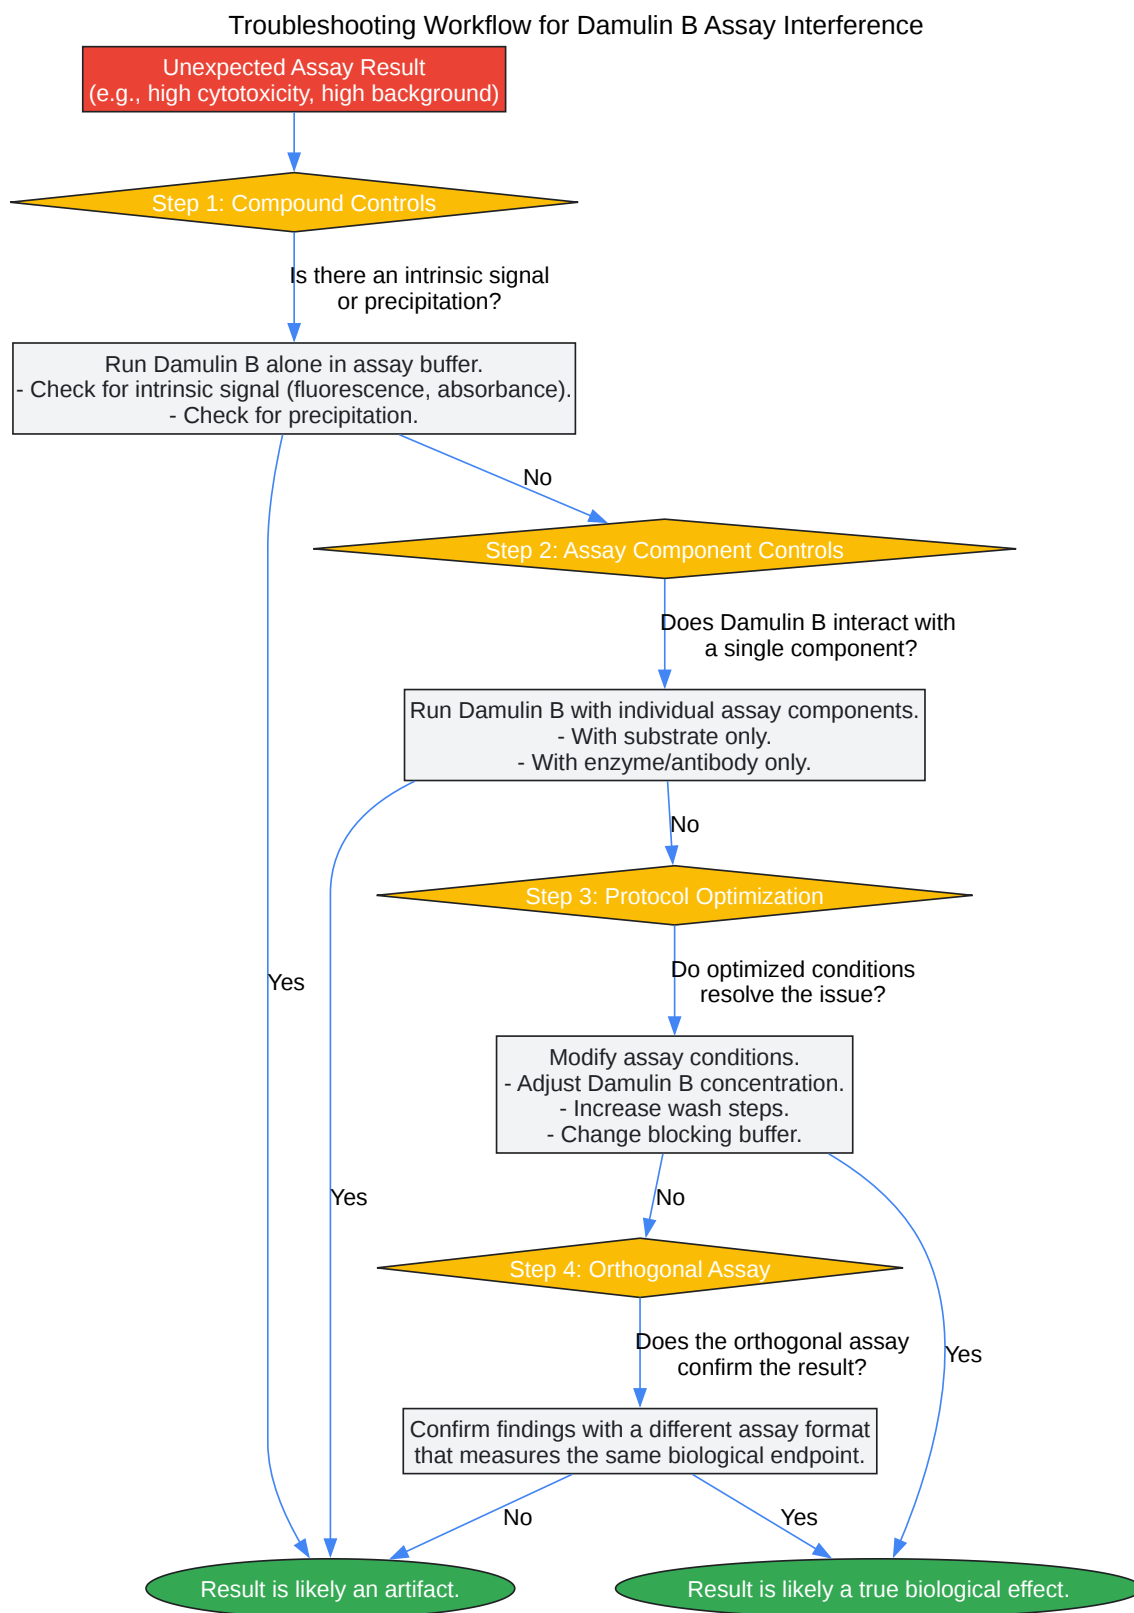 Troubleshooting Workflow for Damulin B Assay Interference
Unexpected Assay Result
(e.g., high cytotoxicity, high background)
Step 1: Compound Controls
Is there an intrinsic signal
or precipitation?
Run Damulin B alone in assay buffer.
- Check for intrinsic signal (fluorescence, absorbance).
- Check for precipitation.
No
Step 2: Assay Component Controls
Does Damulin B interact with
a single component?
Run Damulin B with individual assay components.
- With substrate only.
- With enzyme/antibody only.
No
Step 3: Protocol Optimization
Do optimized conditions
resolve the issue?
Yes
Modify assay conditions.
- Adjust Damulin B concentration.
- Increase wash steps.
- Change blocking buffer.
Yes
No
Step 4: Orthogonal Assay
Does the orthogonal assay
confirm the result?
Yes
Confirm findings with a different assay format
that measures the same biological endpoint.
No
Yes
Result is likely an artifact.
Result is likely a true biological effect.